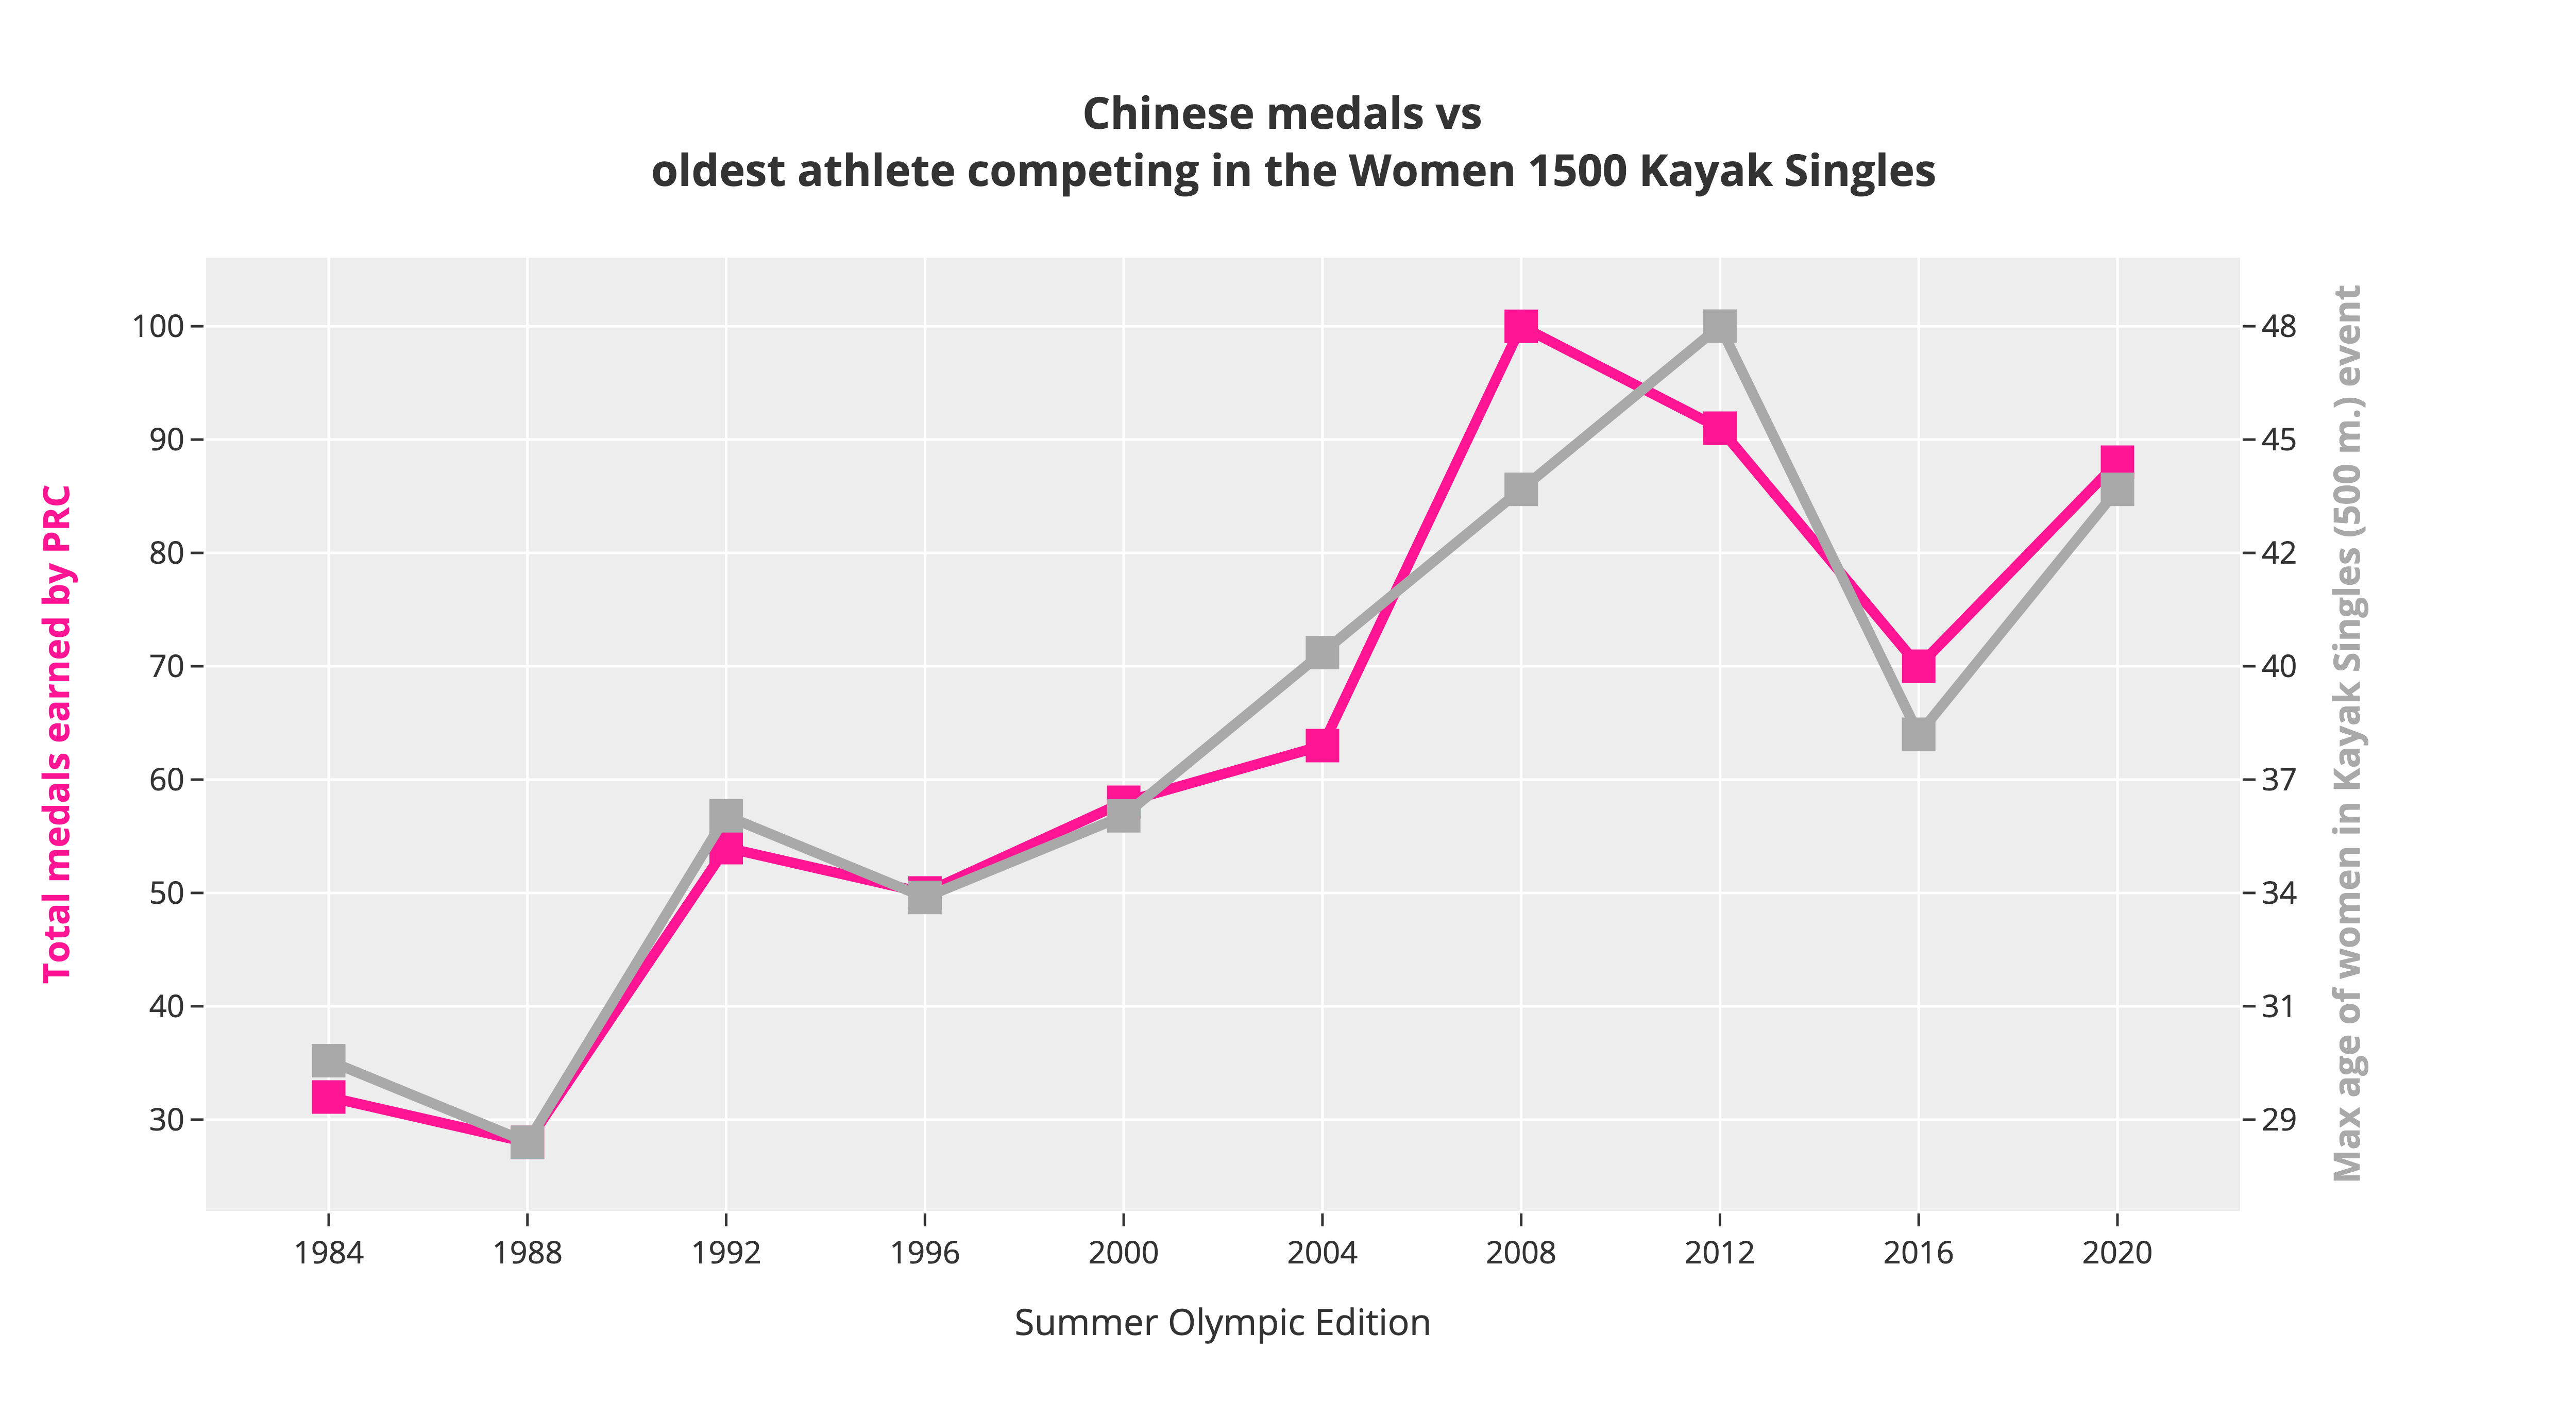 Chinese medals vs
oldest athlete competing in the Women 1500 Kayak Singles
Total medals earned by PRC
100
90
80
70
60
50
40
30
48
45
42
40
37
34
31
29
Max age of women in Kayak Singles (500 m.) event
1984 1988 1992 1996 2000 2004 2008 2012 2016 2020
Summer Olympic Edition